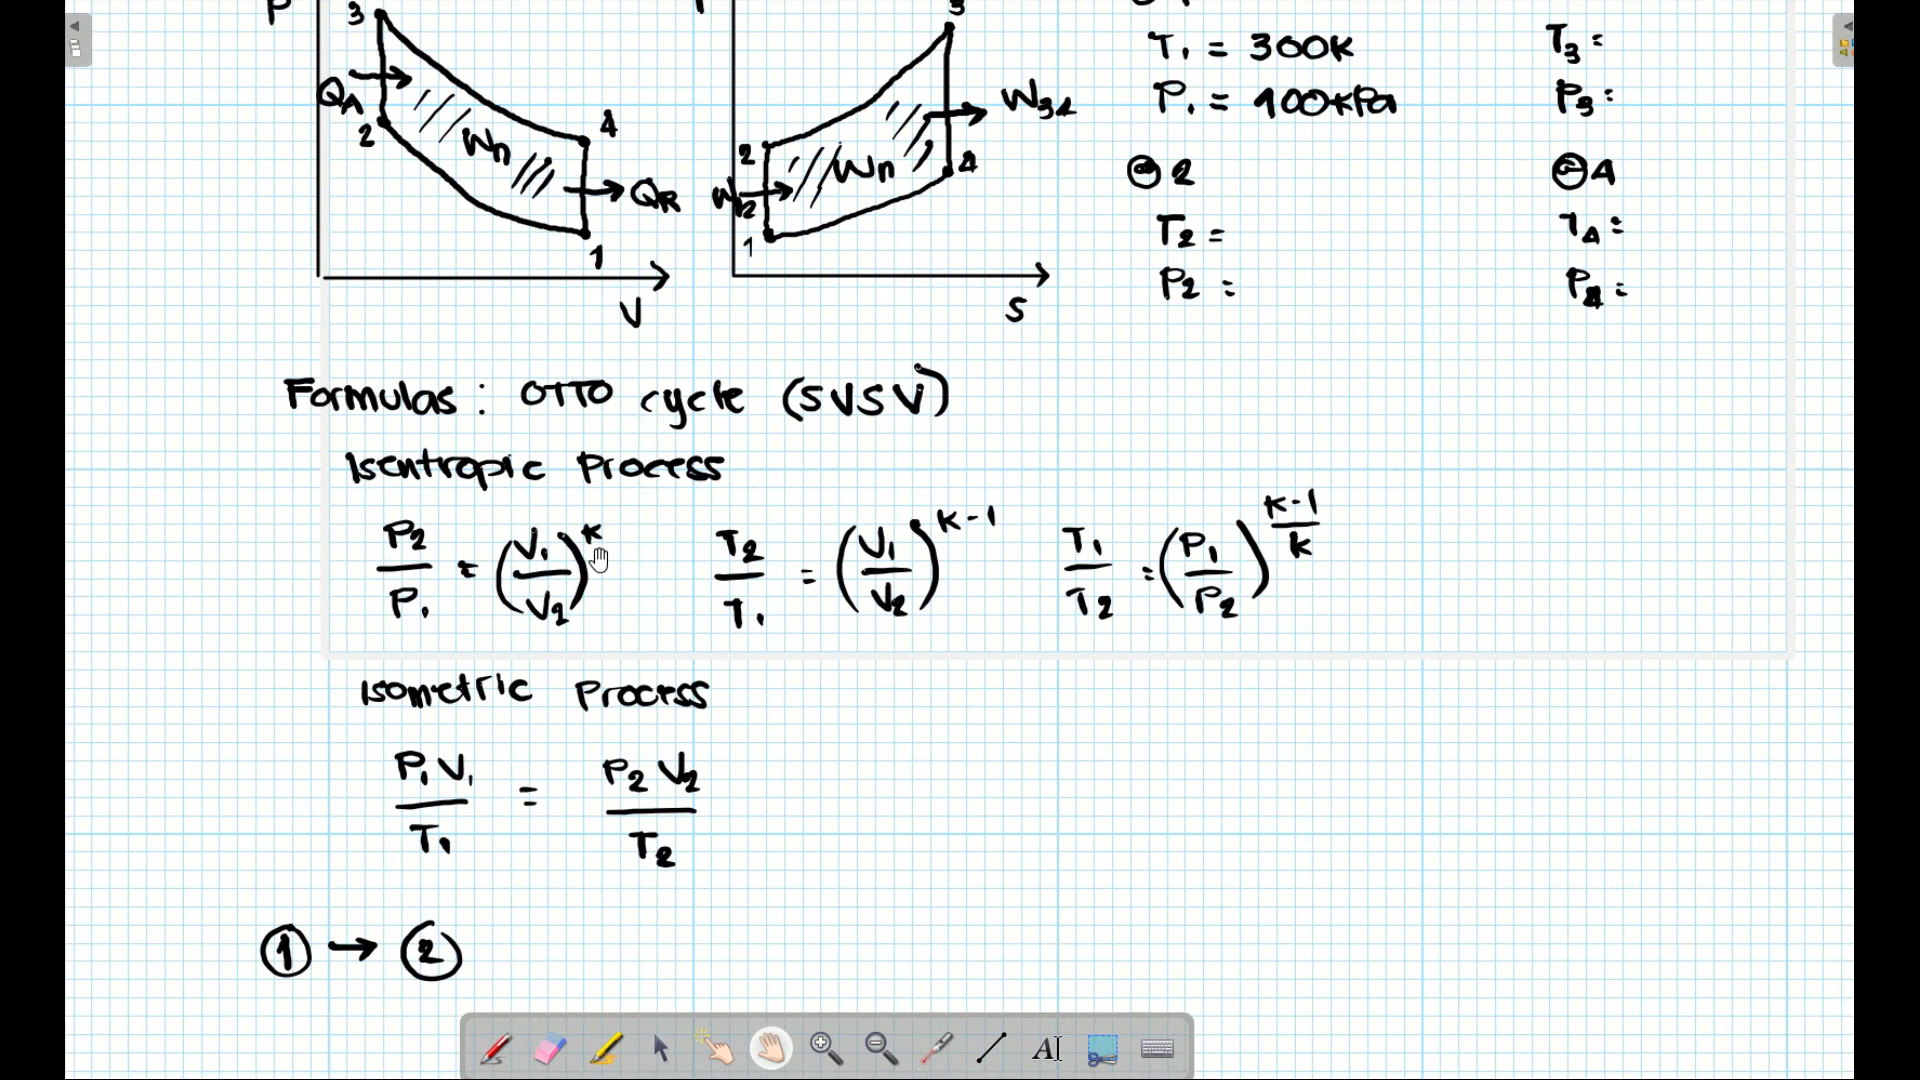 P
3
QA
2
Wn
4
QR
1
V
3
2
W12
Wn
W34
4
1
S
T1 = 300K
P1 = 100kPa
@ 2
T2 =
P2 =
T3 =
P3 =
@ 4
T4 =
P4 =
Formulas : OTTO cycle (SVSV)
Isentropic Process
P2/P1 = (V1/V2)^K
T2/T1 = (V1/V2)^K-1
T1/T2 = (P1/P2)^K-1/K
Isometric Process
P1V1/T1 = P2V2/T2
1 → 2
AI